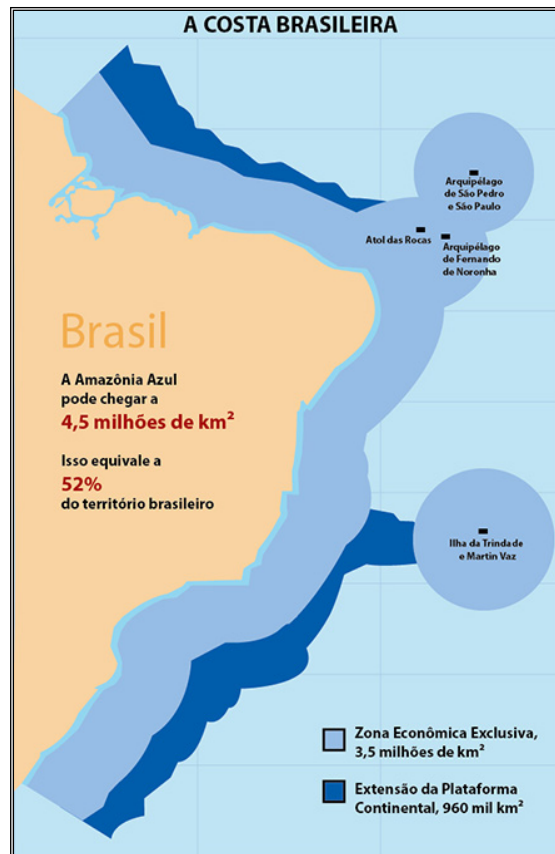 A COSTA BRASILEIRA
Arquipélago
de São Pedro
e São Paulo
Atol das Rocas
Arquipélago
de Fernando
de Noronha
Brasil
A Amazônia Azul
pode chegar a
4,5 milhões de km²
Isso equivale a
52%
do território brasileiro
Ilha da Trindade
e Martin Vaz
Zona Econômica Exclusiva,
3,5 milhões de km²
Extensão da Plataforma
Continental, 960 mil km²